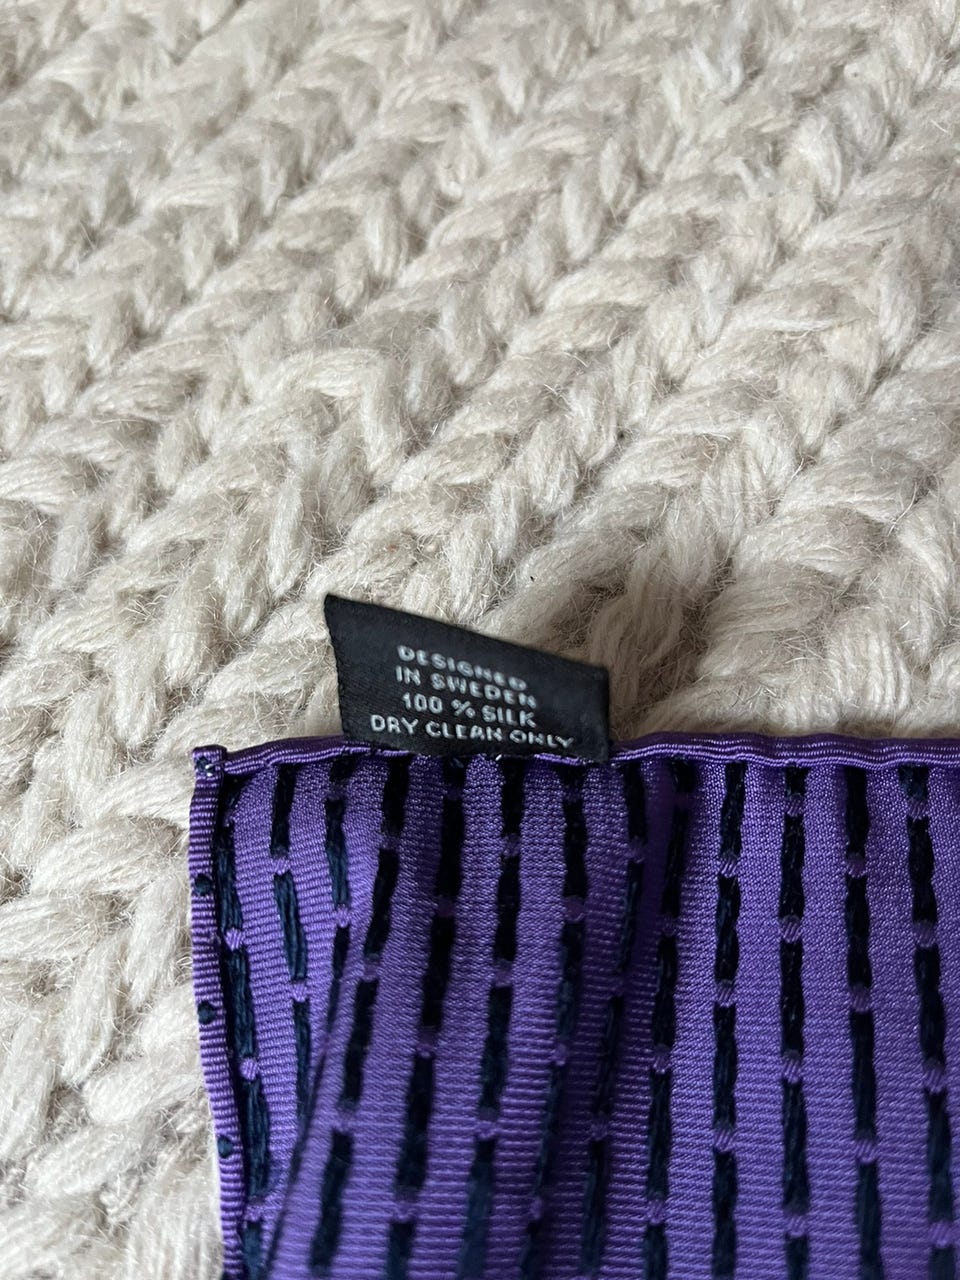 DESIGNED
IN SWEDEN
100 % SILK
DRY CLEAN ONLY